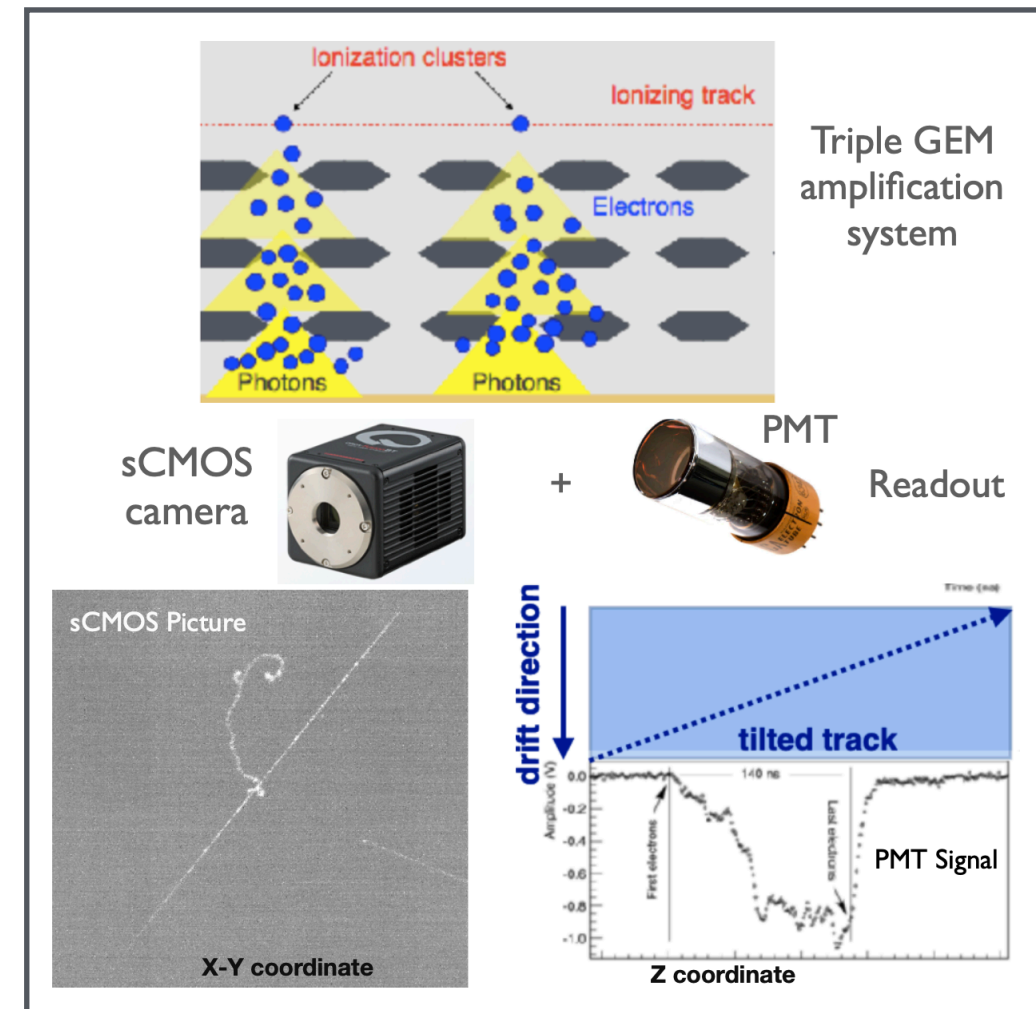 Ionization clusters
Ionizing track
Triple GEM
amplification
system
Electrons
Photons
Photons
sCMOS
camera
+
PMT
Readout
sCMOS Picture
X-Y coordinate
Time (ns)
drift direction
tilted track
Amplitude (V)
0.0
-0.2
-0.4
-0.6
-0.8
-1.0
140 ns
First electrons
Last electrons
PMT Signal
Z coordinate